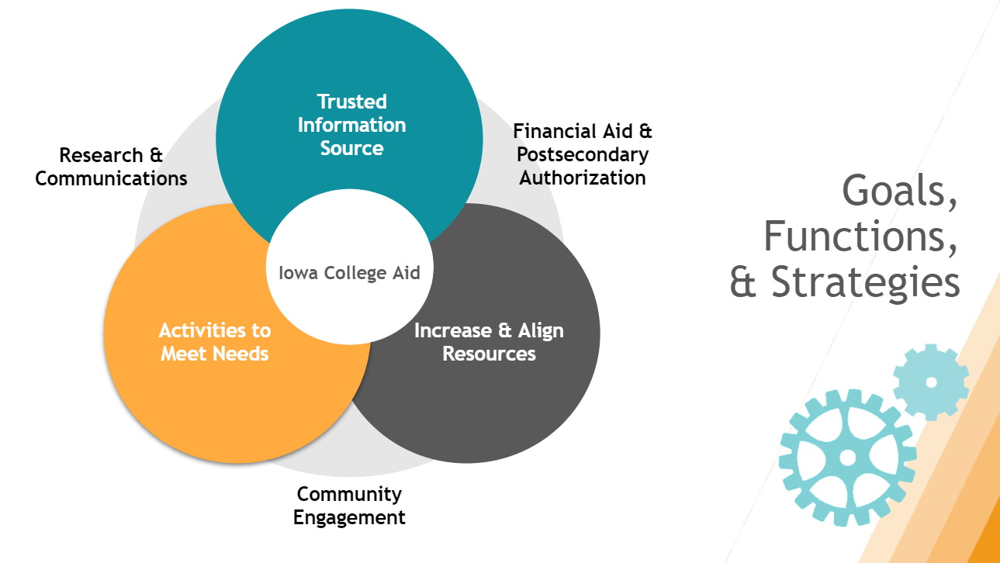 Trusted
Information
Source
Research &
Communications
Financial Aid &
Postsecondary
Authorization
Iowa College Aid
Activities to
Meet Needs
Increase & Align
Resources
Community
Engagement
Goals,
Functions,
& Strategies